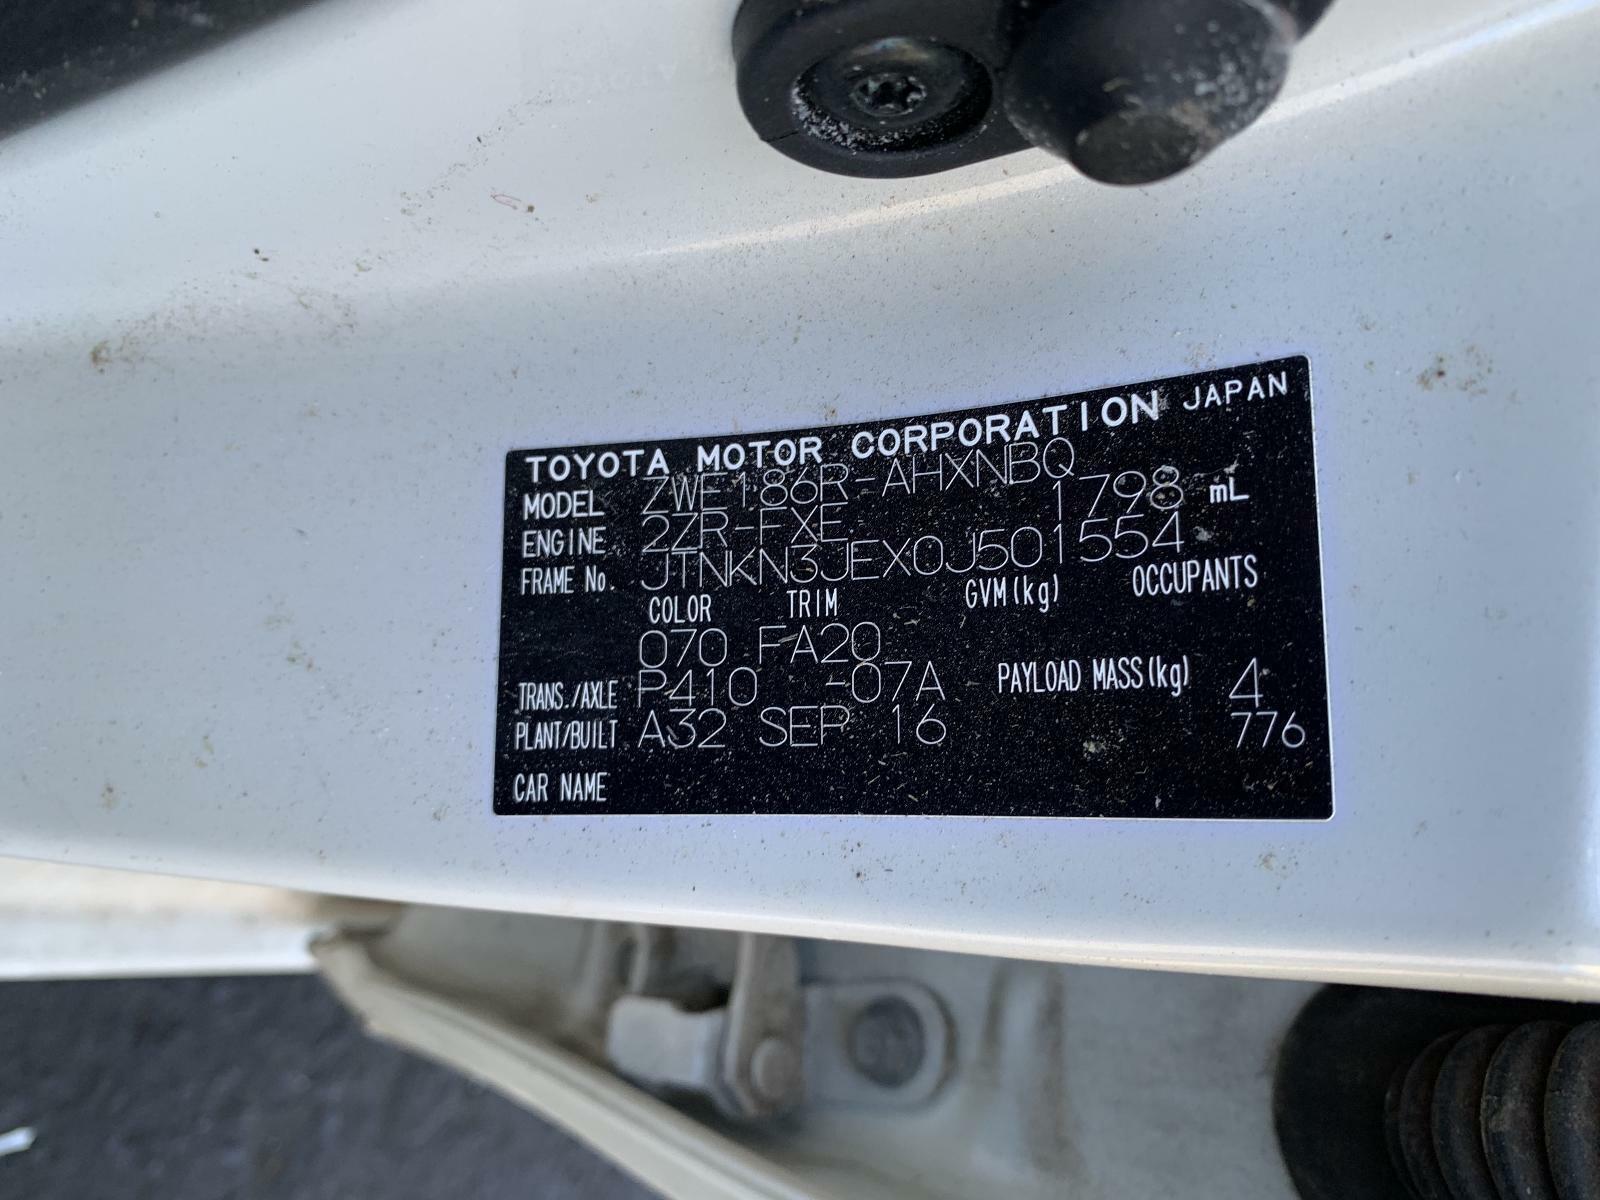 TOYOTA MOTOR CORPORATION JAPAN
MODEL ZWE186R-AHXNBQ
ENGINE 2ZR-FXE 1798 mL
FRAME No. JTNKN3JEX0J501554
COLOR TRIM GVM(kg) OCCUPANTS
070 FA20
TRANS./AXLE P410 -07A PAYLOAD MASS(kg) 4
PLANT/BUILT A32 SEP 16 776
CAR NAME